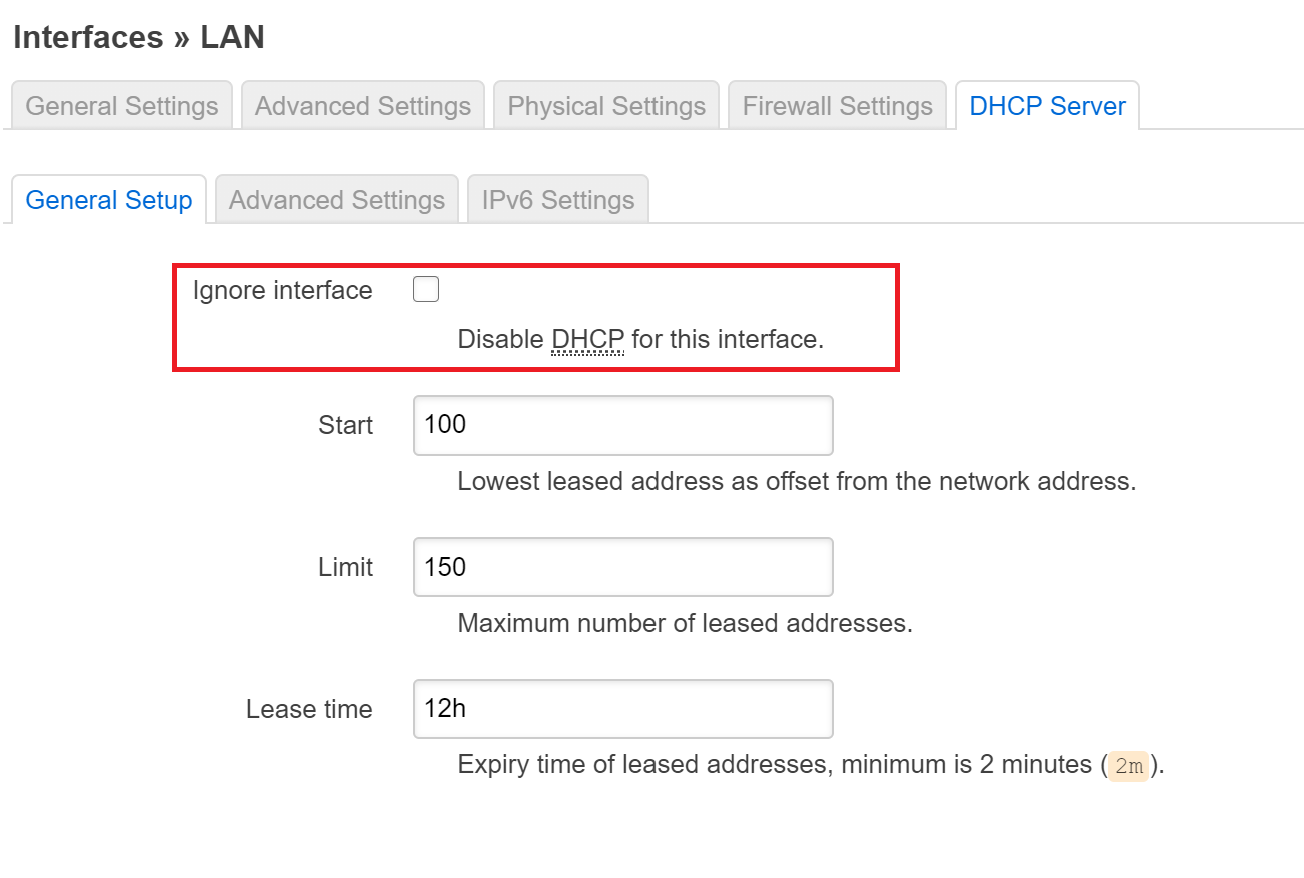 Interfaces » LAN
General Settings Advanced Settings Physical Settings Firewall Settings DHCP Server
General Setup Advanced Settings IPv6 Settings
Ignore interface
Disable DHCP for this interface.
Start 100
Lowest leased address as offset from the network address.
Limit 150
Maximum number of leased addresses.
Lease time 12h
Expiry time of leased addresses, minimum is 2 minutes (2m).